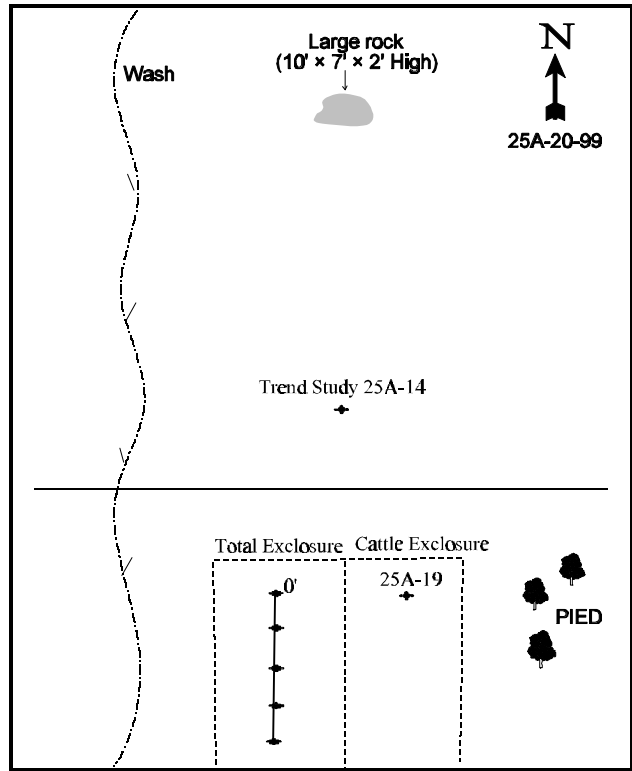 Wash
Large rock
(10' × 7' × 2' High)
N
25A-20-99
Trend Study 25A-14
Total Exclosure
Cattle Exclosure
0'
25A-19
PIED